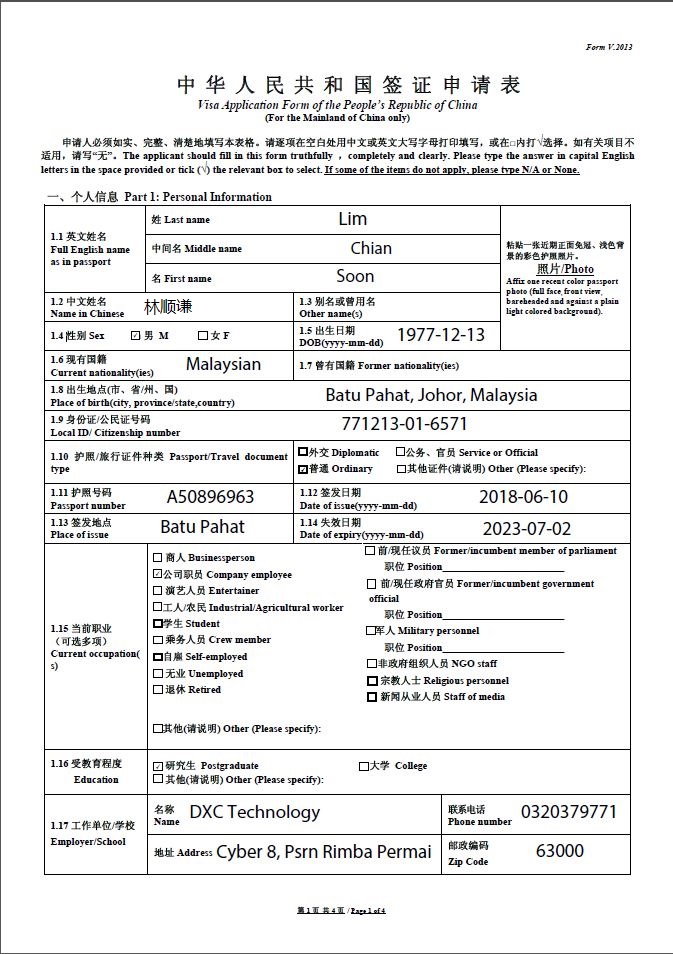 Form V.2013
中华人民共和国签证申请表
Visa Application Form of the People's Republic of China
(For the Mainland of China only)
申请人必须如实、完整、清楚地填写本表格。请逐项在空白处用中文或英文大写字母打印填写，或在□内打√选择。如有关项目不
适用，请写“无”。The applicant should fill in this form truthfully ，completely and clearly. Please type the answer in capital English
letters in the space provided or tick (√) the relevant box to select. If some of the items do not apply, please type N/A or None.
一、个人信息 Part 1: Personal Information
1.1 英文姓名
Full English name
as in passport
姓 Last name Lim
中间名 Middle name Chian
名 First name Soon
粘贴一张近期正面免冠、浅色背
景的彩色护照照片。
照片/Photo
Affix one recent color passport
photo (full face, front view,
bareheaded and against a plain
light colored background).
1.2 中文姓名
Name in Chinese 林顺谦
1.3 别名或曾用名
Other name(s)
1.4 性别 Sex ☑ 男 M □ 女 F
1.5 出生日期
DOB(yyyy-mm-dd) 1977-12-13
1.6 现有国籍
Current nationality(ies) Malaysian
1.7 曾有国籍 Former nationality(ies)
1.8 出生地点(市、省/州、国)
Place of birth(city, province/state,country) Batu Pahat, Johor, Malaysia
1.9 身份证/公民证号码
Local ID/ Citizenship number 771213-01-6571
1.10 护照/旅行证件种类 Passport/Travel document
type
□外交 Diplomatic □公务、官员 Service or Official
☑普通 Ordinary □其他证件(请说明) Other (Please specify):
1.11 护照号码
Passport number A50896963
1.12 签发日期
Date of issue(yyyy-mm-dd) 2018-06-10
1.13 签发地点
Place of issue Batu Pahat
1.14 失效日期
Date of expiry(yyyy-mm-dd) 2023-07-02
1.15 当前职业
（可选多项）
Current occupation(
s)
□ 商人 Businessperson
☑公司职员 Company employee
□ 演艺人员 Entertainer
□工人/农民 Industrial/Agricultural worker
□学生 Student
□ 乘务人员 Crew member
□自雇 Self-employed
□ 无业 Unemployed
□ 退休 Retired
□其他(请说明) Other (Please specify):
□ 前/现任议员 Former/incumbent member of parliament
职位 Position
□ 前/现任政府官员 Former/incumbent government
official
职位 Position
□军人 Military personnel
职位 Position
□非政府组织人员 NGO staff
□ 宗教人士 Religious personnel
□ 新闻从业人员 Staff of media
1.16 受教育程度
Education
☑ 研究生 Postgraduate □大学 College
□ 其他(请说明) Other (Please specify):
1.17 工作单位/学校
Employer/School
名称
Name DXC Technology
联系电话
Phone number 0320379771
地址 Address Cyber 8, Psrn Rimba Permai
邮政编码
Zip Code 63000
第 1 页 共 4 页 / Page 1 of 4